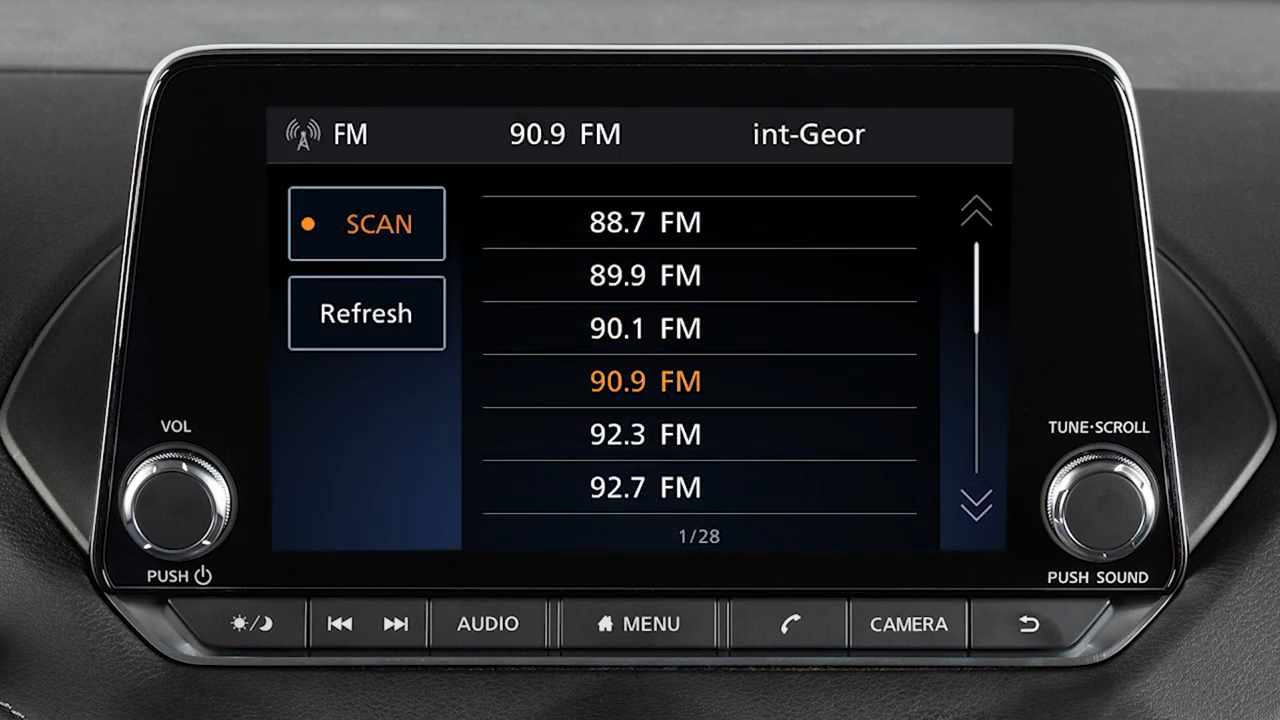 FM 90.9 FM int-Geor
SCAN
Refresh
88.7 FM
89.9 FM
90.1 FM
90.9 FM
92.3 FM
92.7 FM
1/28
VOL
PUSH
TUNE·SCROLL
PUSH SOUND
AUDIO MENU CAMERA